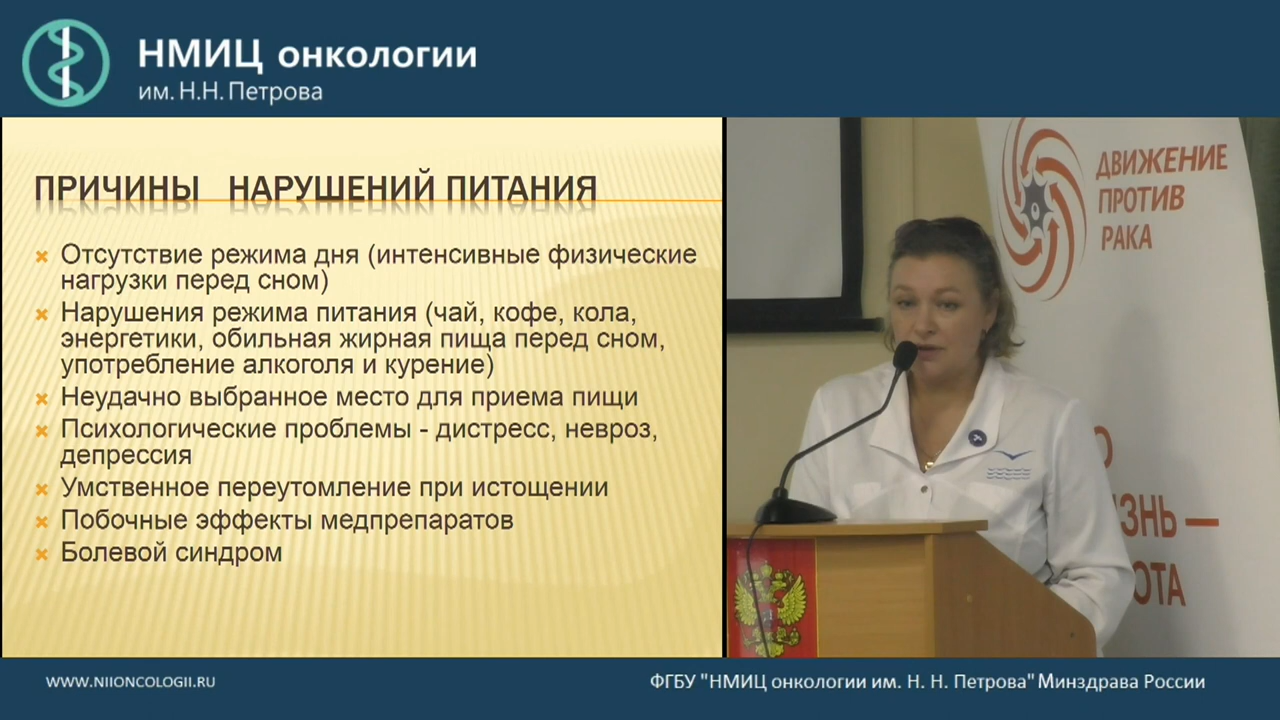 НМИЦ онкологии
им. Н.Н. Петрова
ПРИЧИНЫ НАРУШЕНИЙ ПИТАНИЯ
Отсутствие режима дня (интенсивные физические
нагрузки перед сном)
Нарушения режима питания (чай, кофе, кола,
энергетики, обильная жирная пища перед сном,
употребление алкоголя и курение)
Неудачно выбранное место для приема пищи
Психологические проблемы - дистресс, невроз,
депрессия
Умственное переутомление при истощении
Побочные эффекты медпрепаратов
Болевой синдром
ДВИЖЕНИЕ
ПРОТИВ
РАКА
WWW.NIIONCOLOGII.RU
ФГБУ "НМИЦ онкологии им. Н. Н. Петрова" Минздрава России